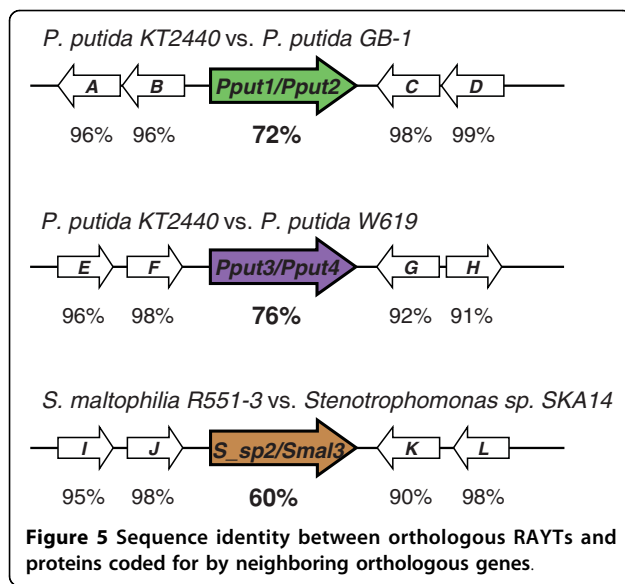 P. putida KT2440 vs. P. putida GB-1
A B Pput1/Pput2 C D
96% 96% 72% 98% 99%
P. putida KT2440 vs. P. putida W619
E F Pput3/Pput4 G H
96% 98% 76% 92% 91%
S. maltophilia R551-3 vs. Stenotrophomonas sp. SKA14
I J S_sp2/Smal3 K L
95% 98% 60% 90% 98%
Figure 5 Sequence identity between orthologous RAYTs and
proteins coded for by neighboring orthologous genes.